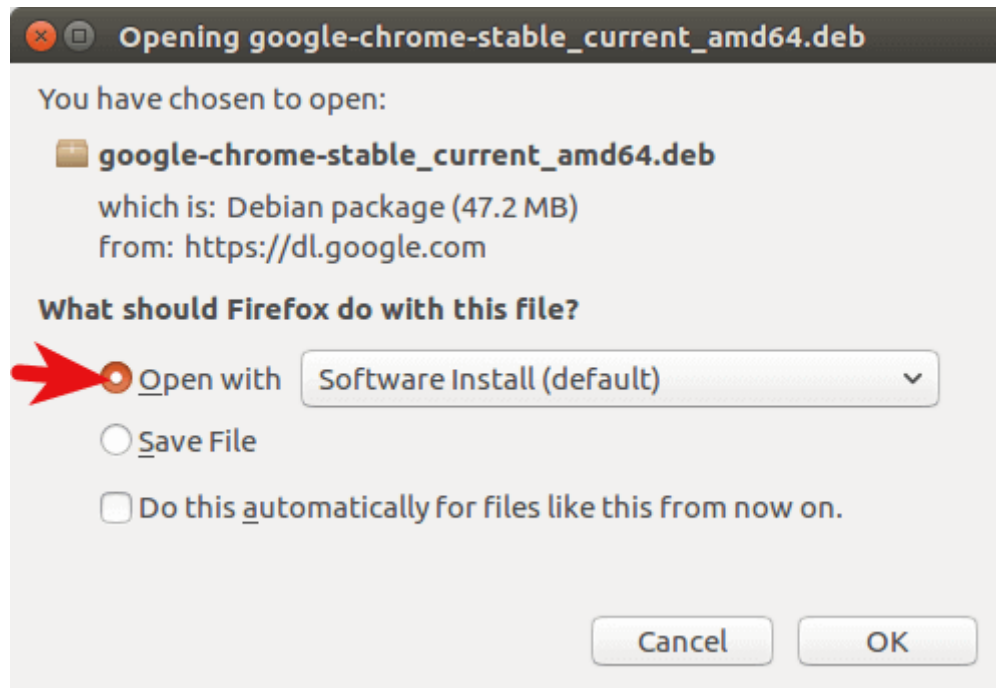 Opening google-chrome-stable_current_amd64.deb
You have chosen to open:
google-chrome-stable_current_amd64.deb
which is: Debian package (47.2 MB)
from: https://dl.google.com
What should Firefox do with this file?
Open with Software Install (default)
Save File
Do this automatically for files like this from now on.
Cancel OK